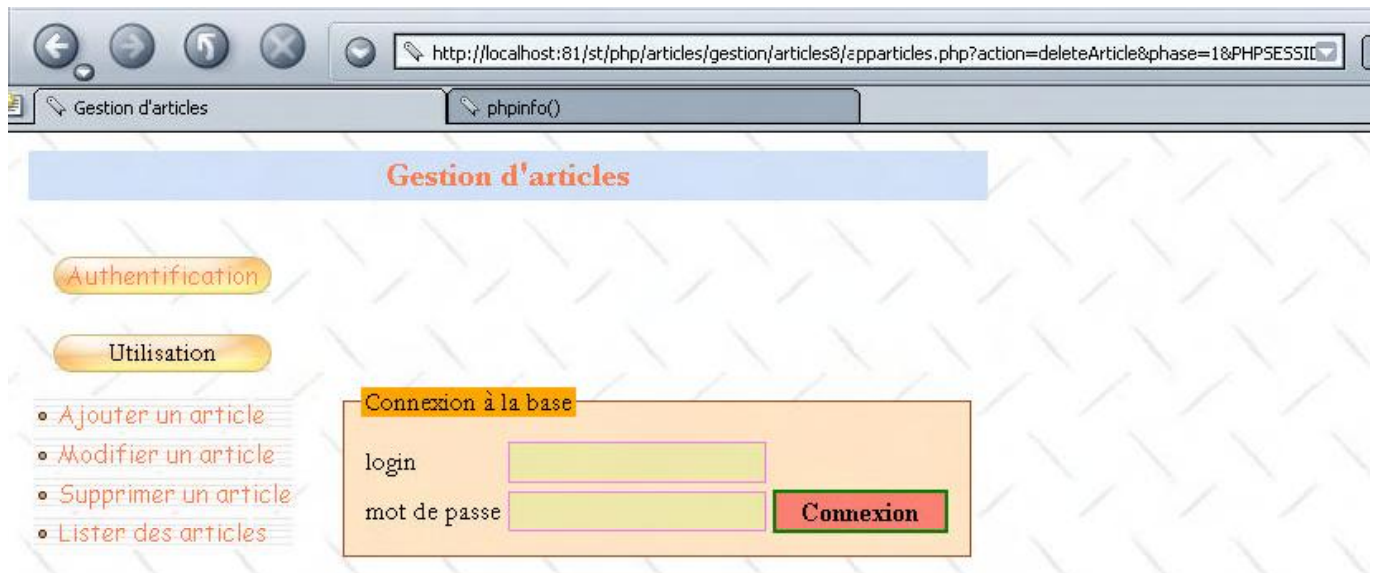 http://localhost:81/st/php/articles/gestion/articles8/apparticles.php?action=deleteArticle&phase=1&PHPSESSID
Gestion d'articles
phpinfo()
Gestion d'articles
Authentification
Utilisation
• Ajouter un article
• Modifier un article
• Supprimer un article
• Lister des articles
Connexion à la base
login
mot de passe
Connexion